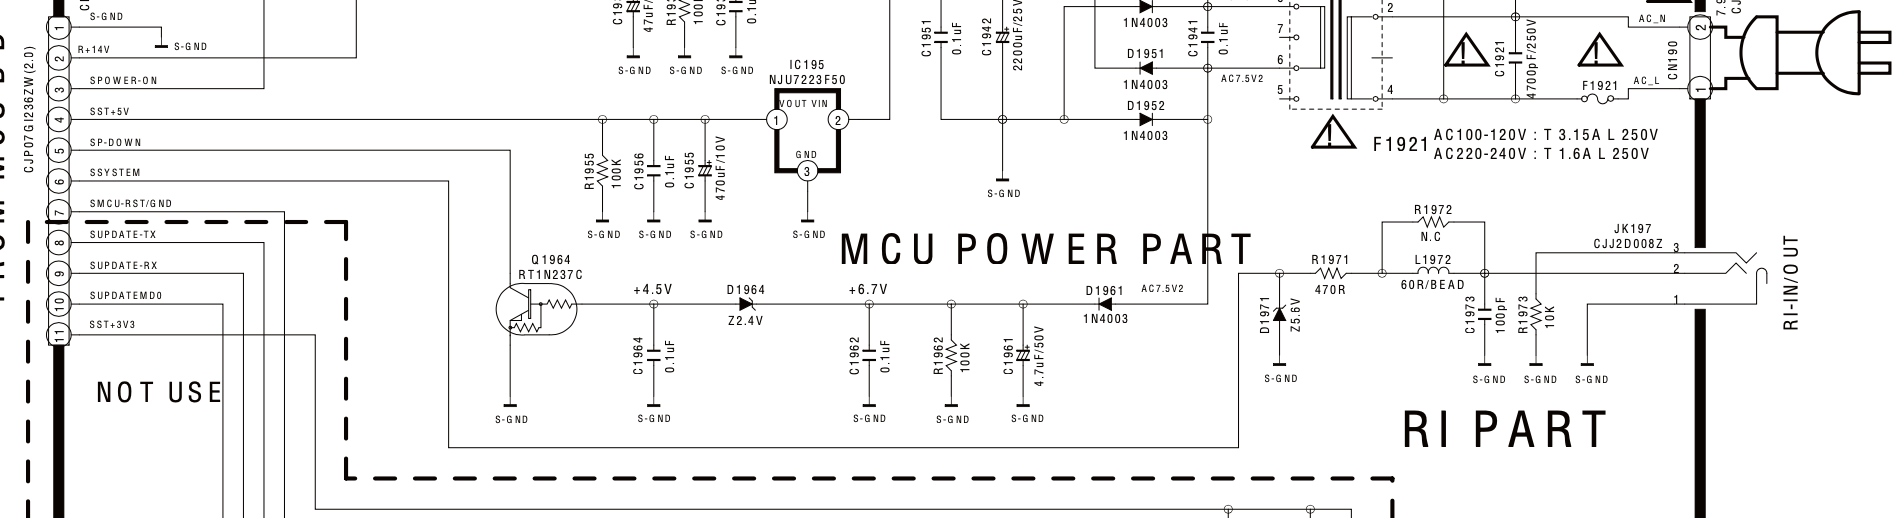 S-GND
S-GND
R+14V
SPOWER-ON
SST+5V
SP-DOWN
SSYSTEM
SMCU-RST/GND
SUPDATE-TX
SUPDATE-RX
SUPDATEMD0
SST+3V3
1
2
3
4
5
6
7
8
9
10
11
CJP07GI236ZW(2.0)
NOT USE
47uF/
S-GND
S-GND
S-GND
IC195
NJU7223F50
VOUT VIN
1
2
GND
3
R1955
100K
C1956
0.1uF
C1955
470uF/10V
S-GND
S-GND
S-GND
S-GND
C1951
0.1uF
C1942
2200uF/25V
S-GND
1N4003
D1951
1N4003
D1952
1N4003
C1941
0.1uF
AC7.5V2
7
6
5
2
4
C1921
4700pF/250V
F1921
AC_N
AC_L
CN190
2
1
F1921
AC100-120V : T 3.15A L 250V
AC220-240V : T 1.6A L 250V
MCU POWER PART
Q1964
RT1N237C
+4.5V
D1964
Z2.4V
+6.7V
D1961
1N4003
AC7.5V2
C1964
0.1uF
C1962
0.1uF
R1962
100K
C1961
4.7uF/50V
S-GND
S-GND
S-GND
S-GND
S-GND
R1972
N.C
R1971
470R
L1972
60R/BEAD
D1971
Z5.6V
C1973
100pF
R1973
10K
S-GND
S-GND
S-GND
S-GND
JK197
CJJ2D008Z
3
2
1
RI-IN/OUT
RI PART